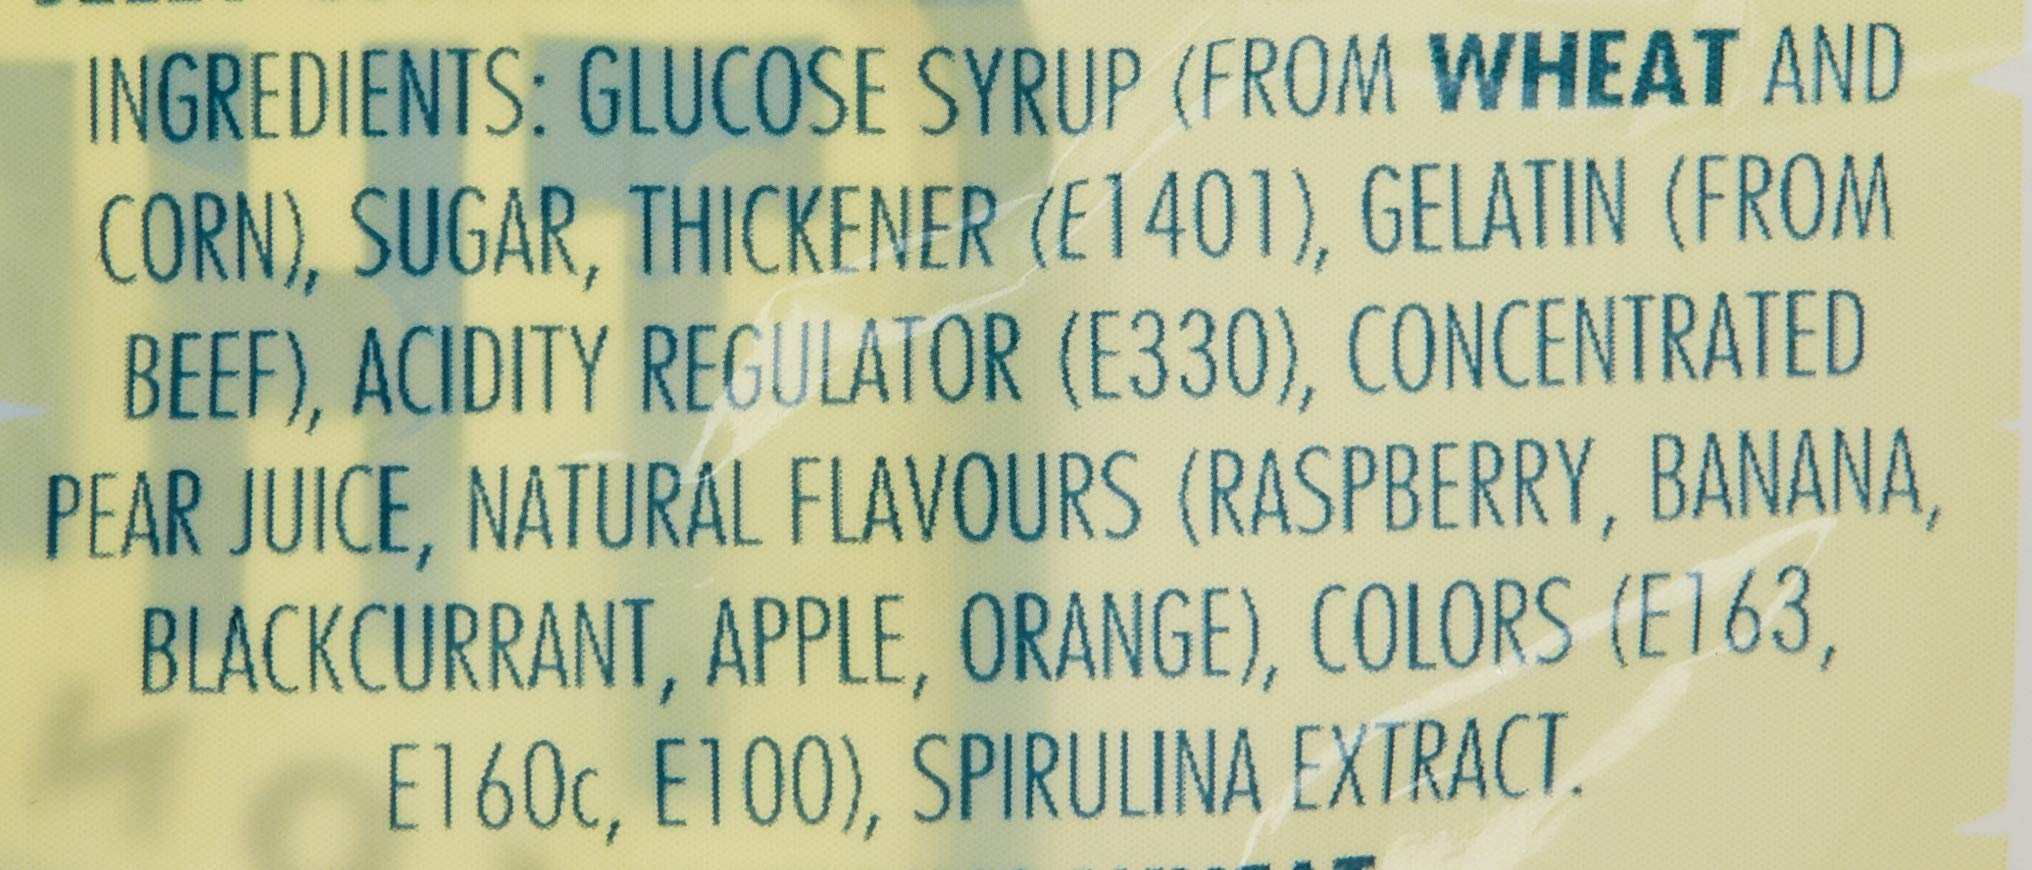 INGREDIENTS: GLUCOSE SYRUP (FROM WHEAT AND
CORN), SUGAR, THICKENER (E1401), GELATIN (FROM
BEEF), ACIDITY REGULATOR (E330), CONCENTRATED
PEAR JUICE, NATURAL FLAVOURS (RASPBERRY, BANANA,
BLACKCURRANT, APPLE, ORANGE), COLORS (E163,
E160c, E100), SPIRULINA EXTRACT.